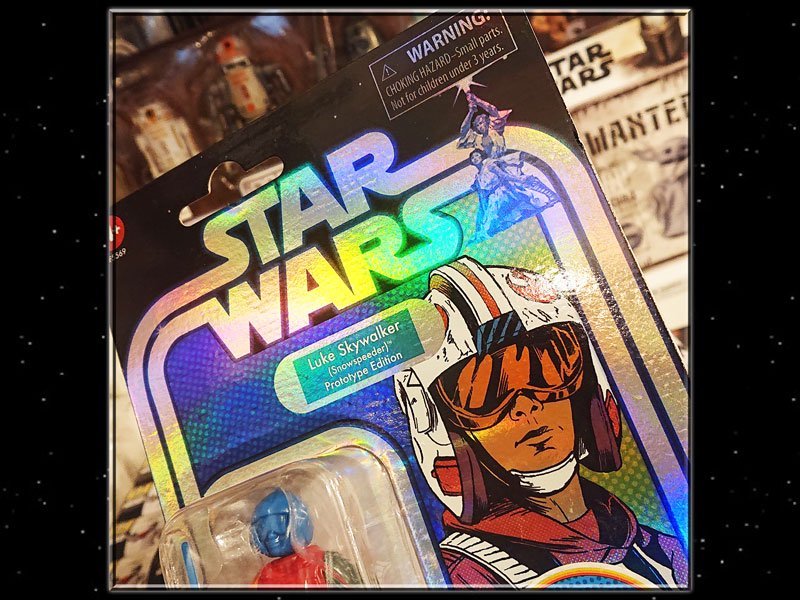 WARNING:
CHOKING HAZARD–Small parts.
Not for children under 3 years.
STAR
WARS
Luke Skywalker
(Snowspeeder)™
Prototype Edition
STAR
WARS
WANTED